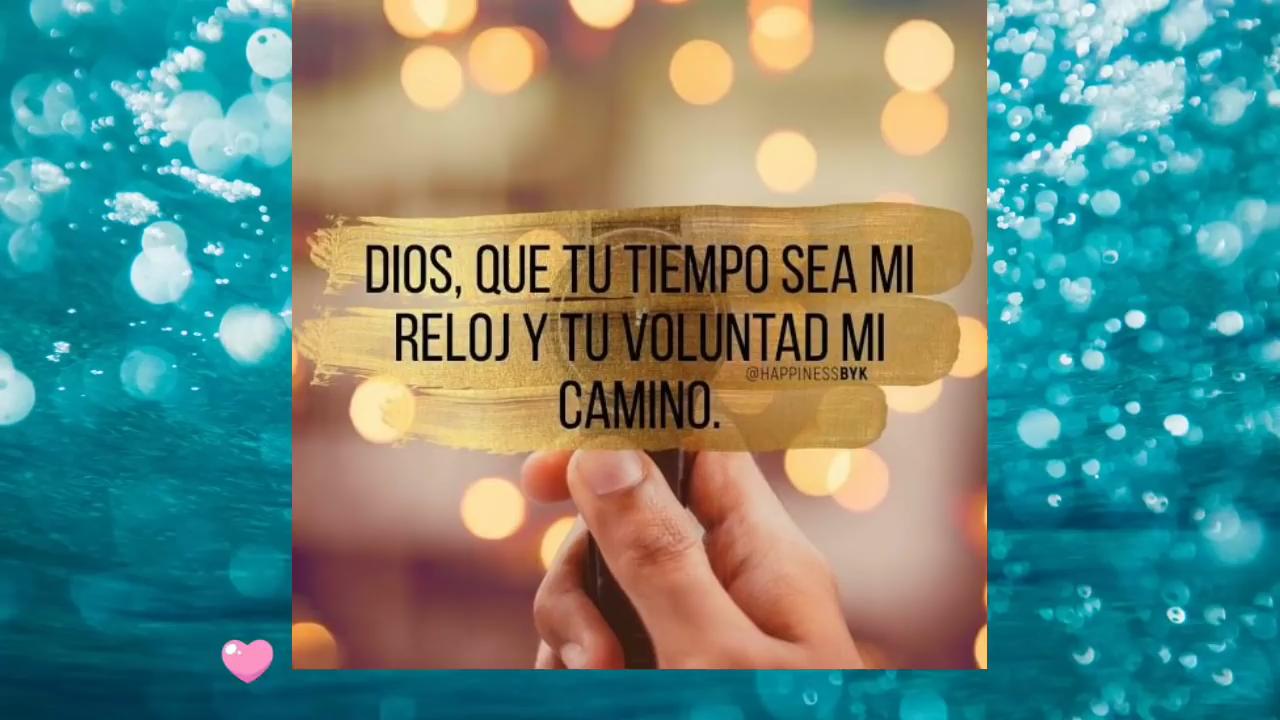 DIOS, QUE TU TIEMPO SEA MI
RELOJ Y TU VOLUNTAD MI
@HAPPINESSBYK
CAMINO.